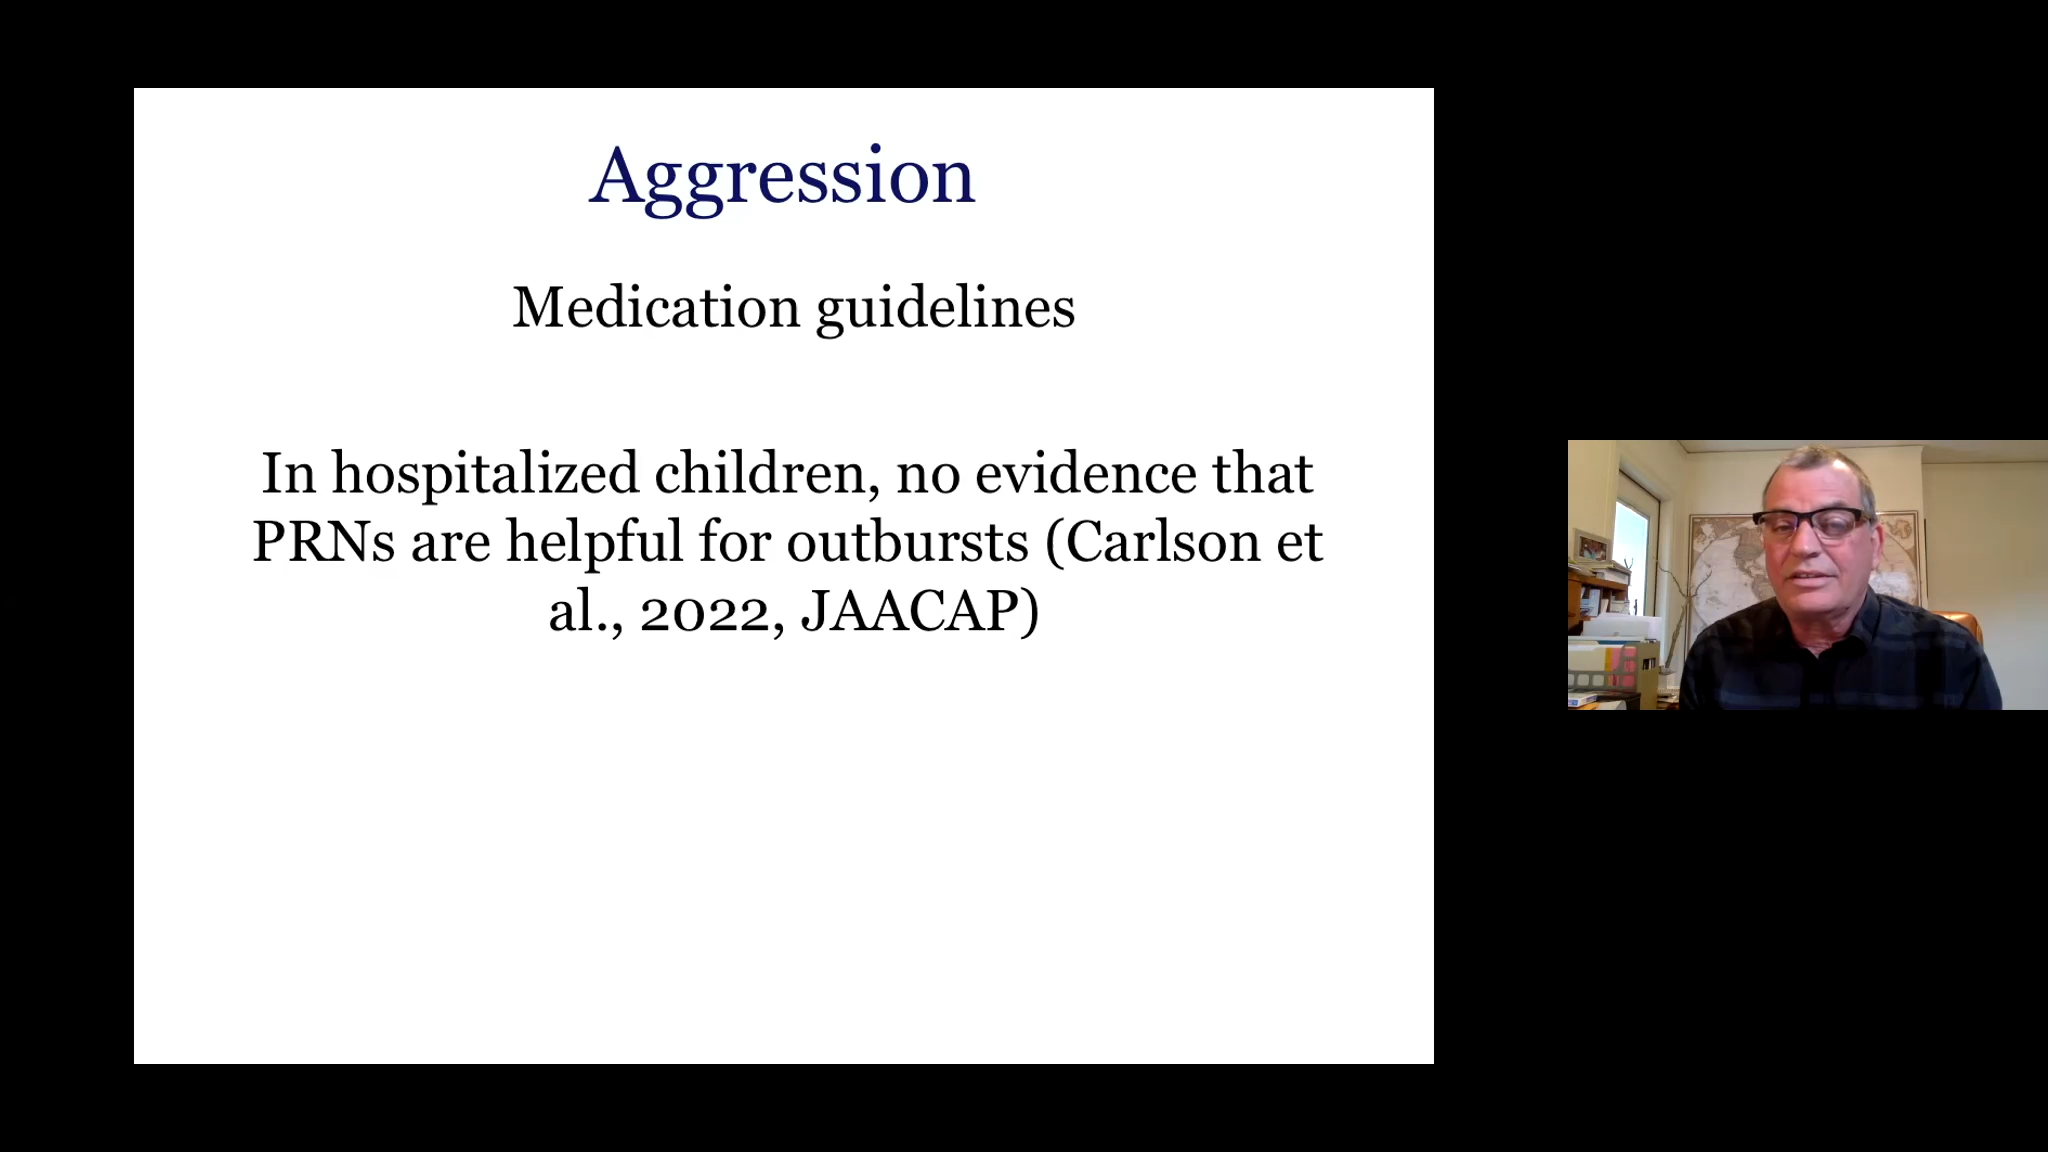 Aggression
Medication guidelines
In hospitalized children, no evidence that
PRNs are helpful for outbursts (Carlson et
al., 2022, JAACAP)